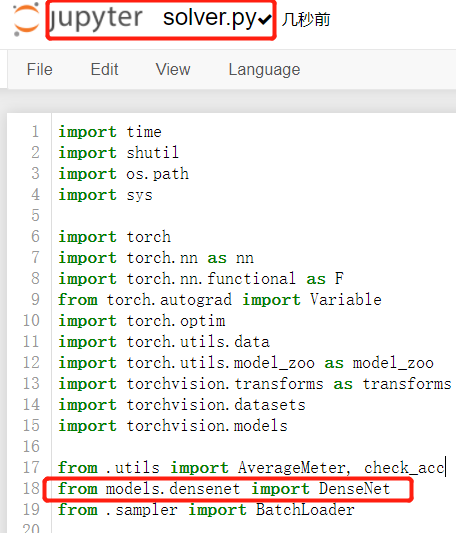 jupyter solver.py✔ 几秒前
File Edit View Language
1 import time
2 import shutil
3 import os.path
4 import sys
5
6 import torch
7 import torch.nn as nn
8 import torch.nn.functional as F
9 from torch.autograd import Variable
10 import torch.optim
11 import torch.utils.data
12 import torch.utils.model_zoo as model_zoo
13 import torchvision.transforms as transforms
14 import torchvision.datasets
15 import torchvision.models
16
17 from .utils import AverageMeter, check_acc
18 from models.densenet import DenseNet
19 from .sampler import BatchLoader
20